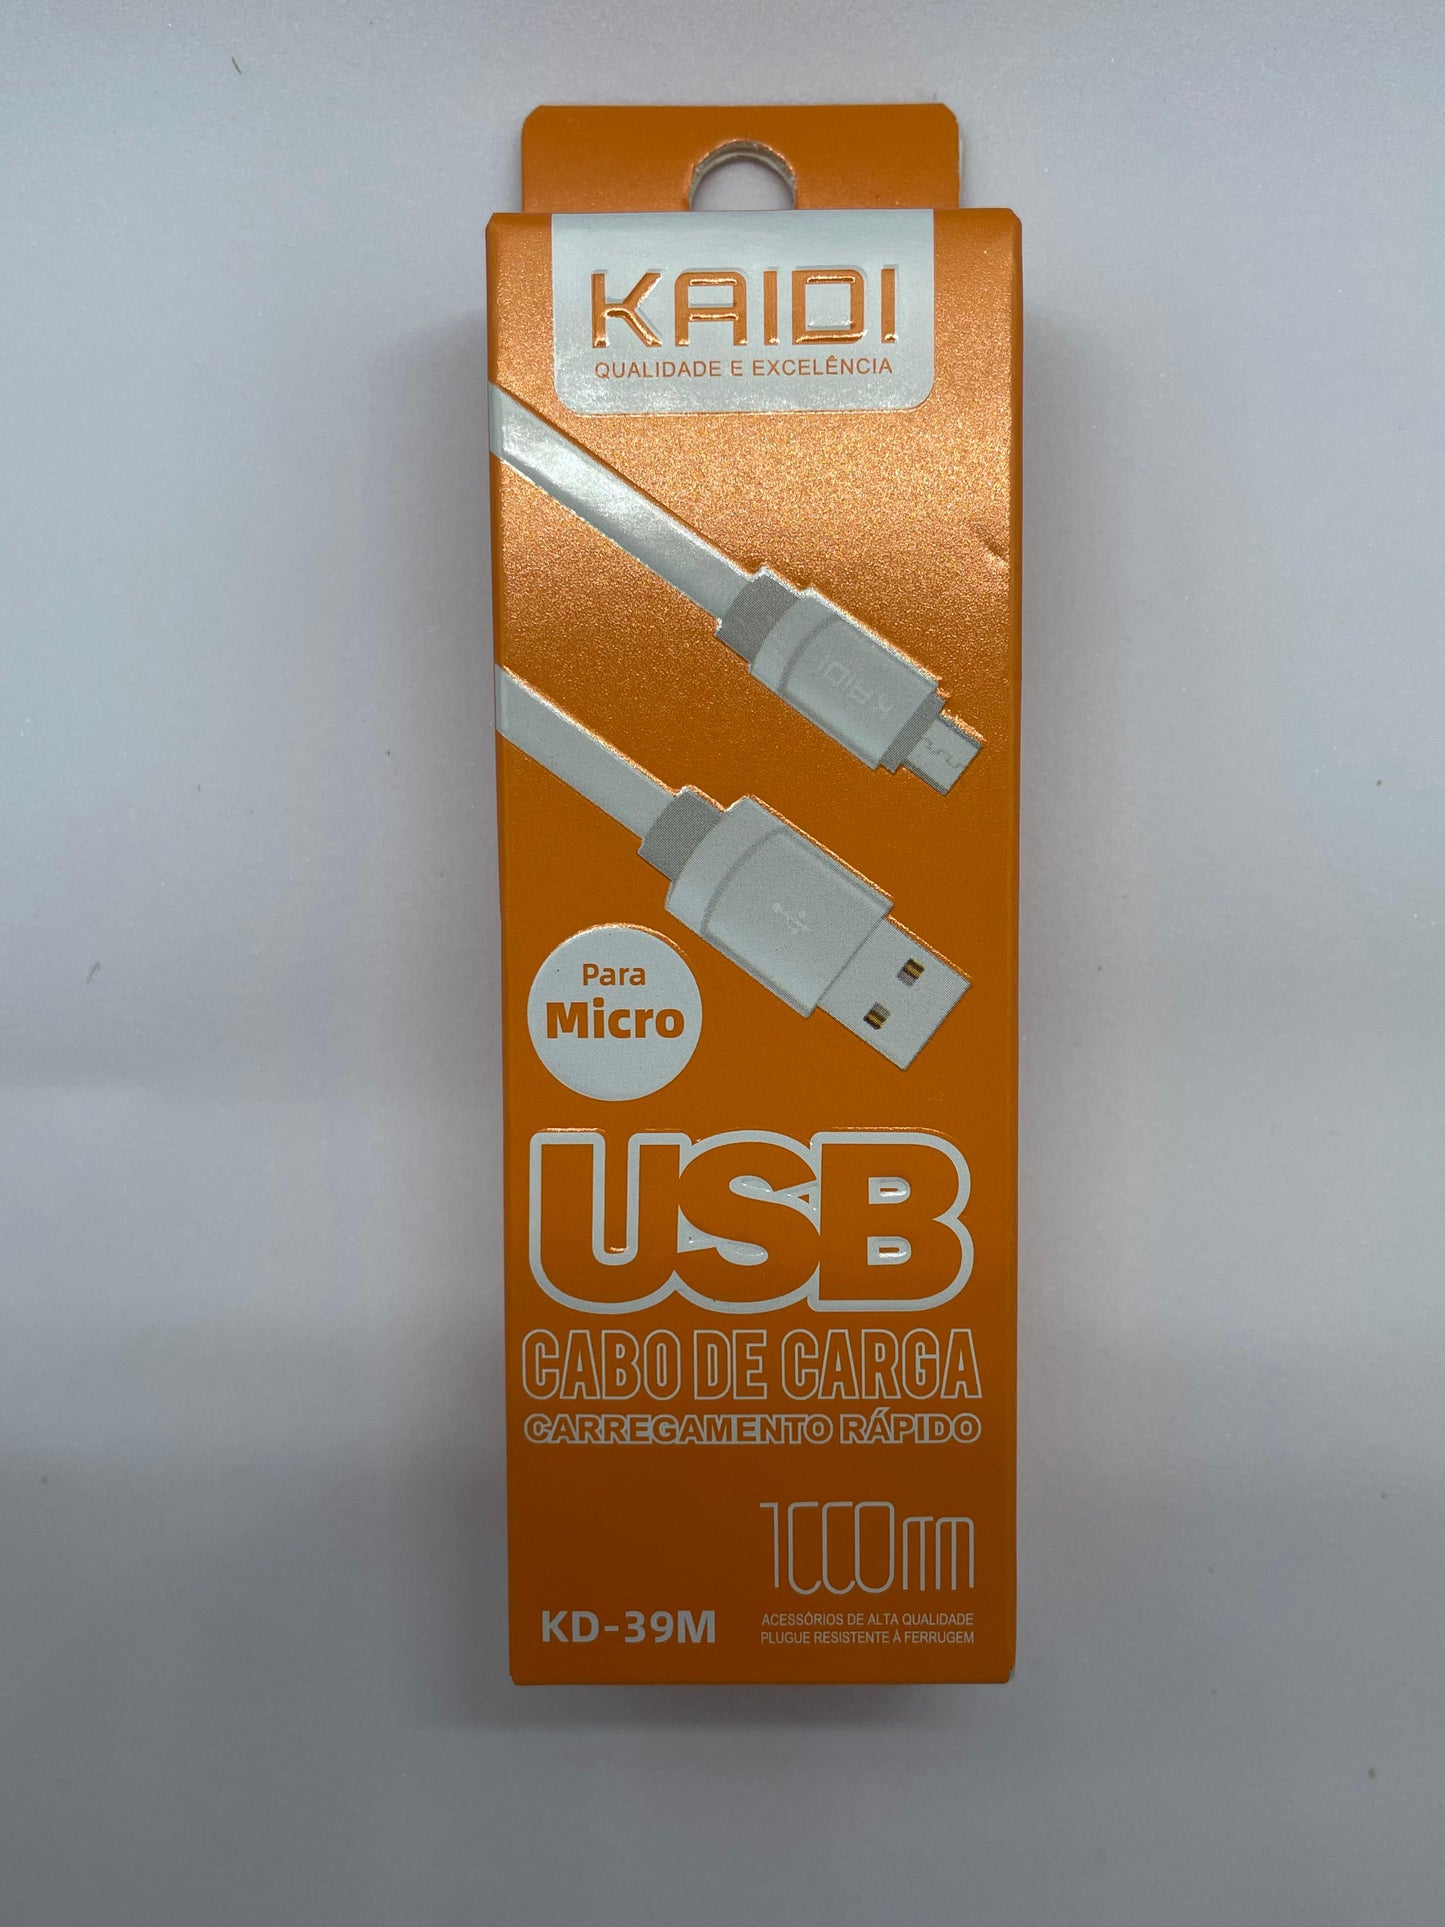 KAIDI
QUALIDADE E EXCELÊNCIA
KAIDI
Para
Micro
USB
CABO DE CARGA
CARREGAMENTO RÁPIDO
1000mm
KD-39M
ACESSÓRIOS DE ALTA QUALIDADE
PLUGUE RESISTENTE À FERRUGEM